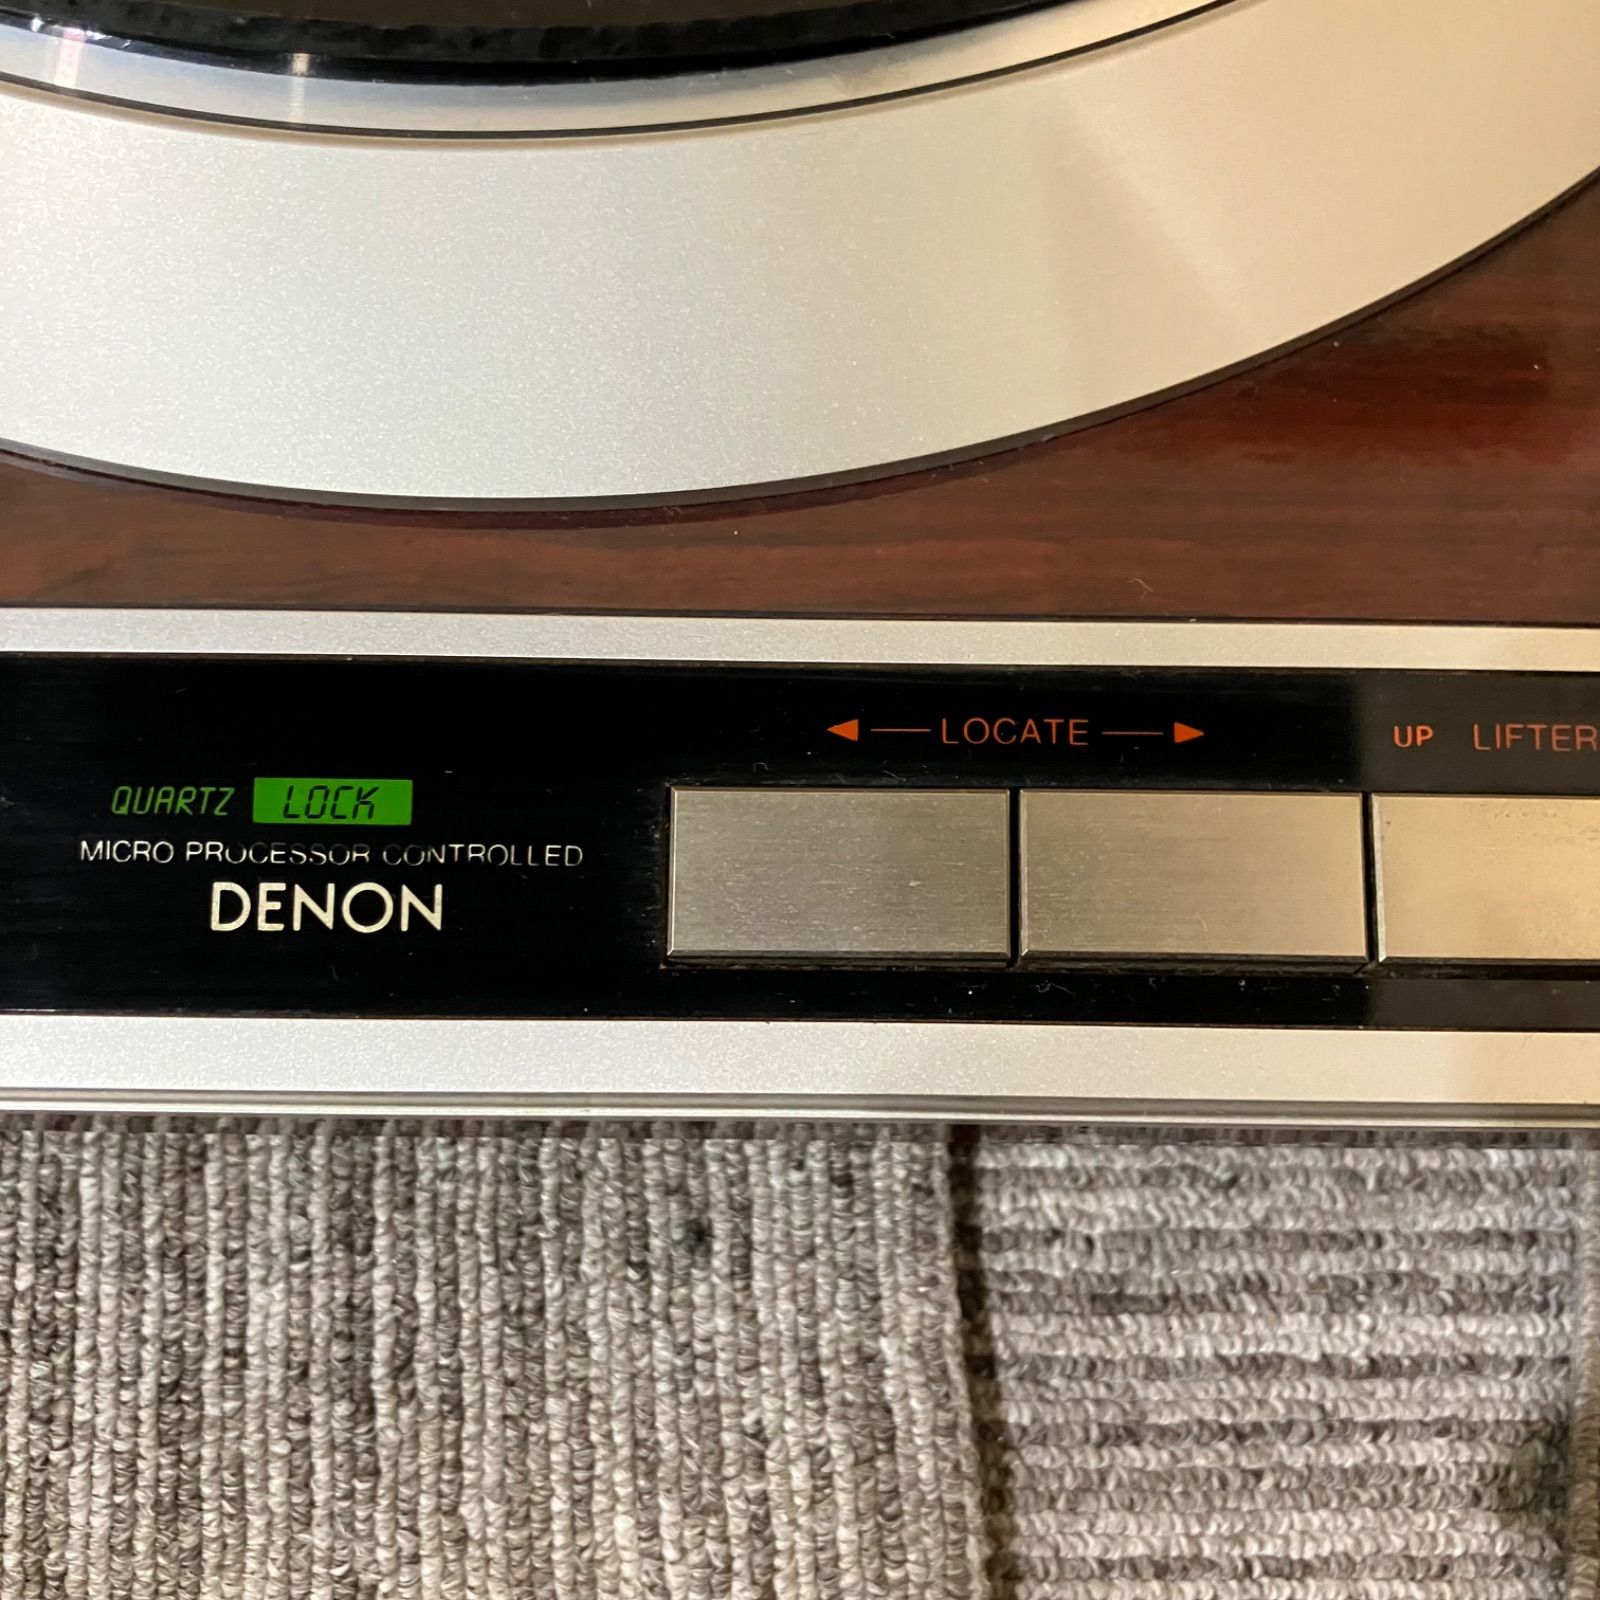 LOCATE
UP LIFTER
QUARTZ LOCK
MICRO PROCESSOR CONTROLLED
DENON